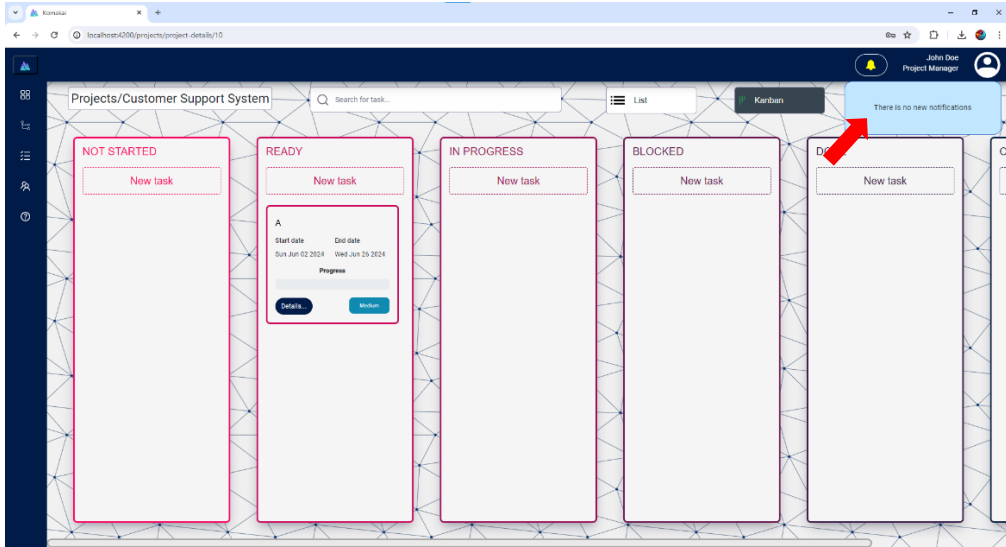 Komakai
localhost:4200/projects/project-details/10
John Doe
Project Manager
Projects/Customer Support System
Search for task...
List
Kanban
There is no new notifications
NOT STARTED
New task
READY
New task
A
Start date End date
Sun Jun 02 2024 Wed Jun 26 2024
Progress
Details...
Medium
IN PROGRESS
New task
BLOCKED
New task
New task